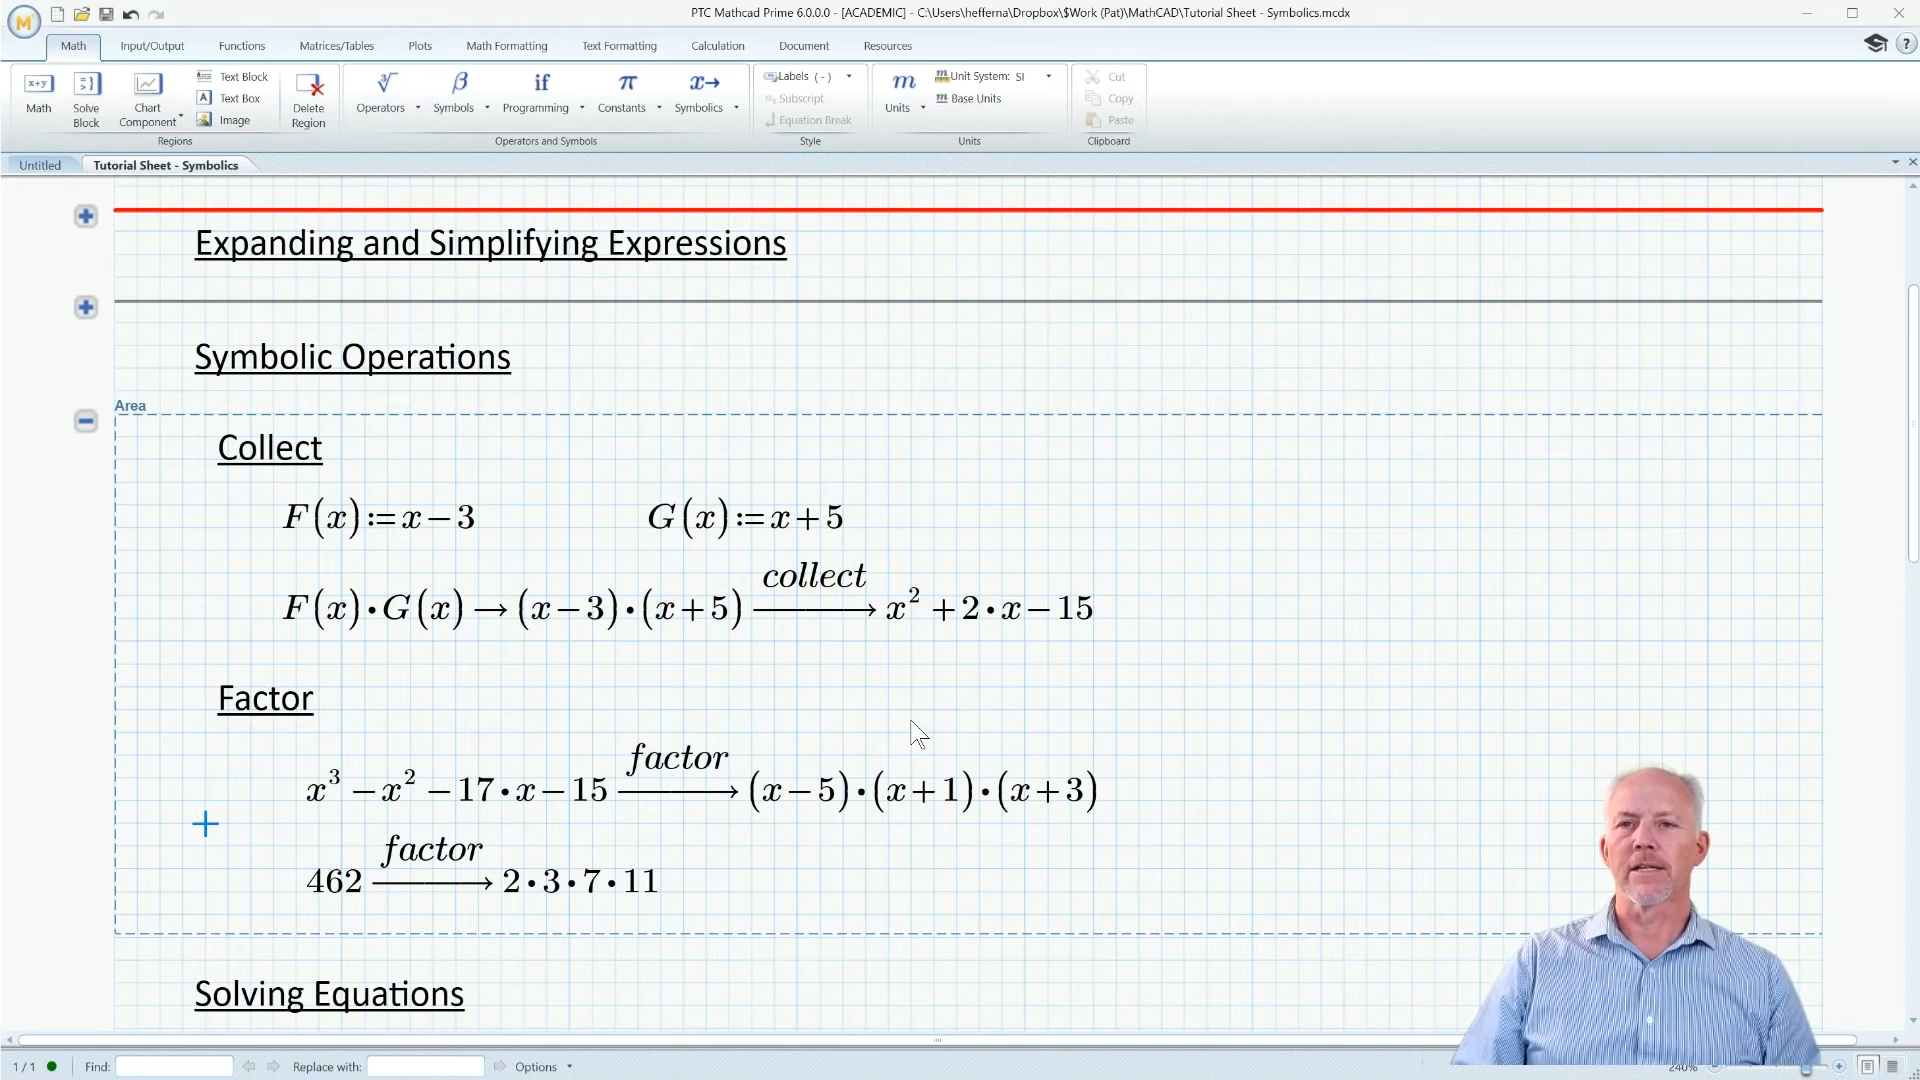 PTC Mathcad Prime 6.0.0.0 - [ACADEMIC] - C:\Users\hefferna\Dropbox\$Work (Pat)\MathCAD\Tutorial Sheet - Symbolics.mcdx
Math Input/Output Functions Matrices/Tables Plots Math Formatting Text Formatting Calculation Document Resources
Math
Solve Block
Chart Component
Text Block
Text Box
Image
Delete Region
Regions
Operators
Symbols
Programming
Constants
Symbolics
Operators and Symbols
Labels (-)
Subscript
Equation Break
Style
Units
Unit System: SI
Base Units
Units
Cut
Copy
Paste
Clipboard
Untitled
Tutorial Sheet - Symbolics
Expanding and Simplifying Expressions
Symbolic Operations
Area
Collect
F(x):=x−3 G(x):=x+5
F(x)•G(x)→(x−3)•(x+5) collect→ x²+2•x−15
Factor
x³−x²−17•x−15 factor→ (x−5)•(x+1)•(x+3)
462 factor→ 2•3•7•11
Solving Equations
1 / 1 Find: Replace with: Options 240%